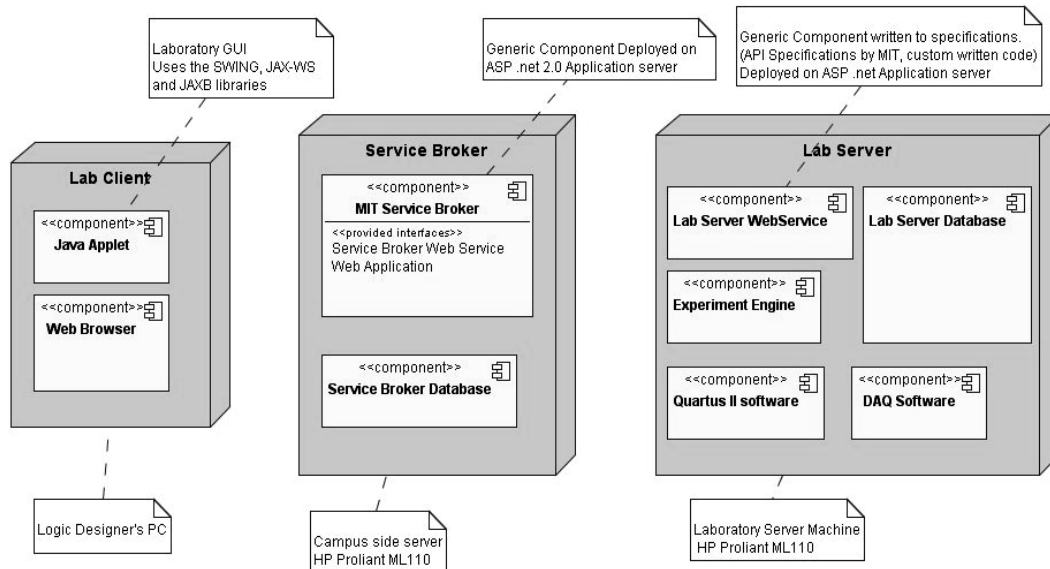 Laboratory GUI
Uses the SWING, JAX-WS
and JAXB libraries
Generic Component Deployed on
ASP .net 2.0 Application server
Generic Component written to specifications.
(API Specifications by MIT, custom written code)
Deployed on ASP .net Application server
Lab Client
<<component>>
Java Applet
<<component>>
Web Browser
Logic Designer's PC
Service Broker
<<component>>
MIT Service Broker
<<provided interfaces>>
Service Broker Web Service
Web Application
<<component>>
Service Broker Database
Campus side server
HP Proliant ML110
Lab Server
<<component>>
Lab Server WebService
<<component>>
Lab Server Database
<<component>>
Experiment Engine
<<component>>
Quartus II software
<<component>>
DAQ Software
Laboratory Server Machine
HP Proliant ML110